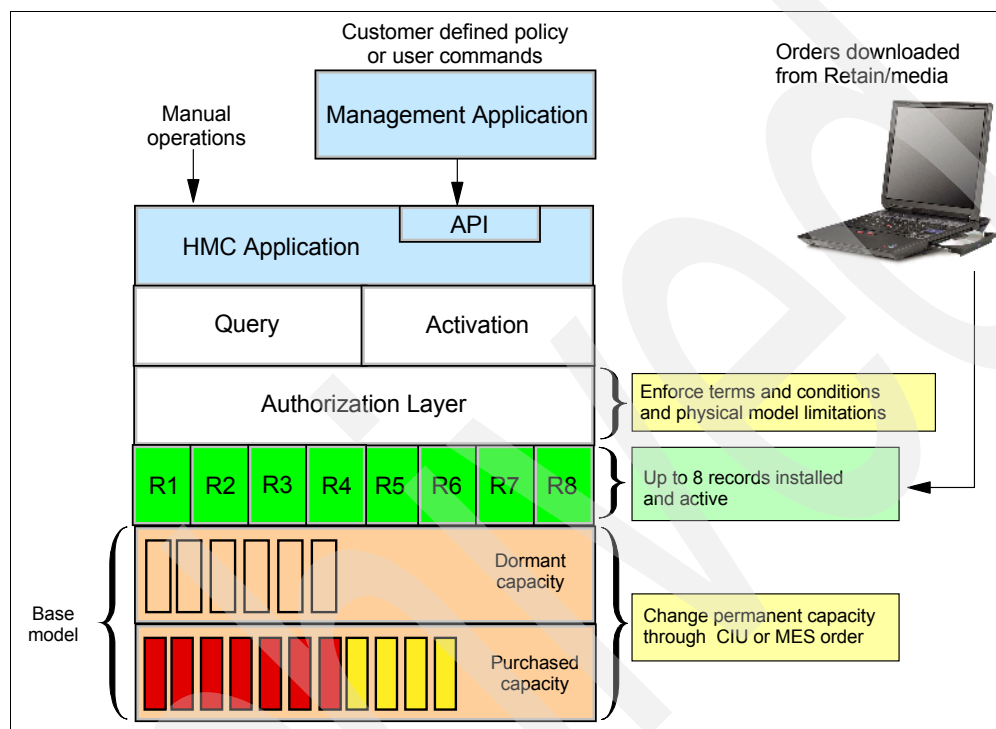 Customer defined policy
or user commands
Management Application
Orders downloaded
from Retain/media
Manual
operations
API
HMC Application
Query
Activation
Authorization Layer
Enforce terms and conditions
and physical model limitations
R1
R2
R3
R4
R5
R6
R7
R8
Up to 8 records installed
and active
Dormant
capacity
Base
model
Change permanent capacity
through CIU or MES order
Purchased
capacity